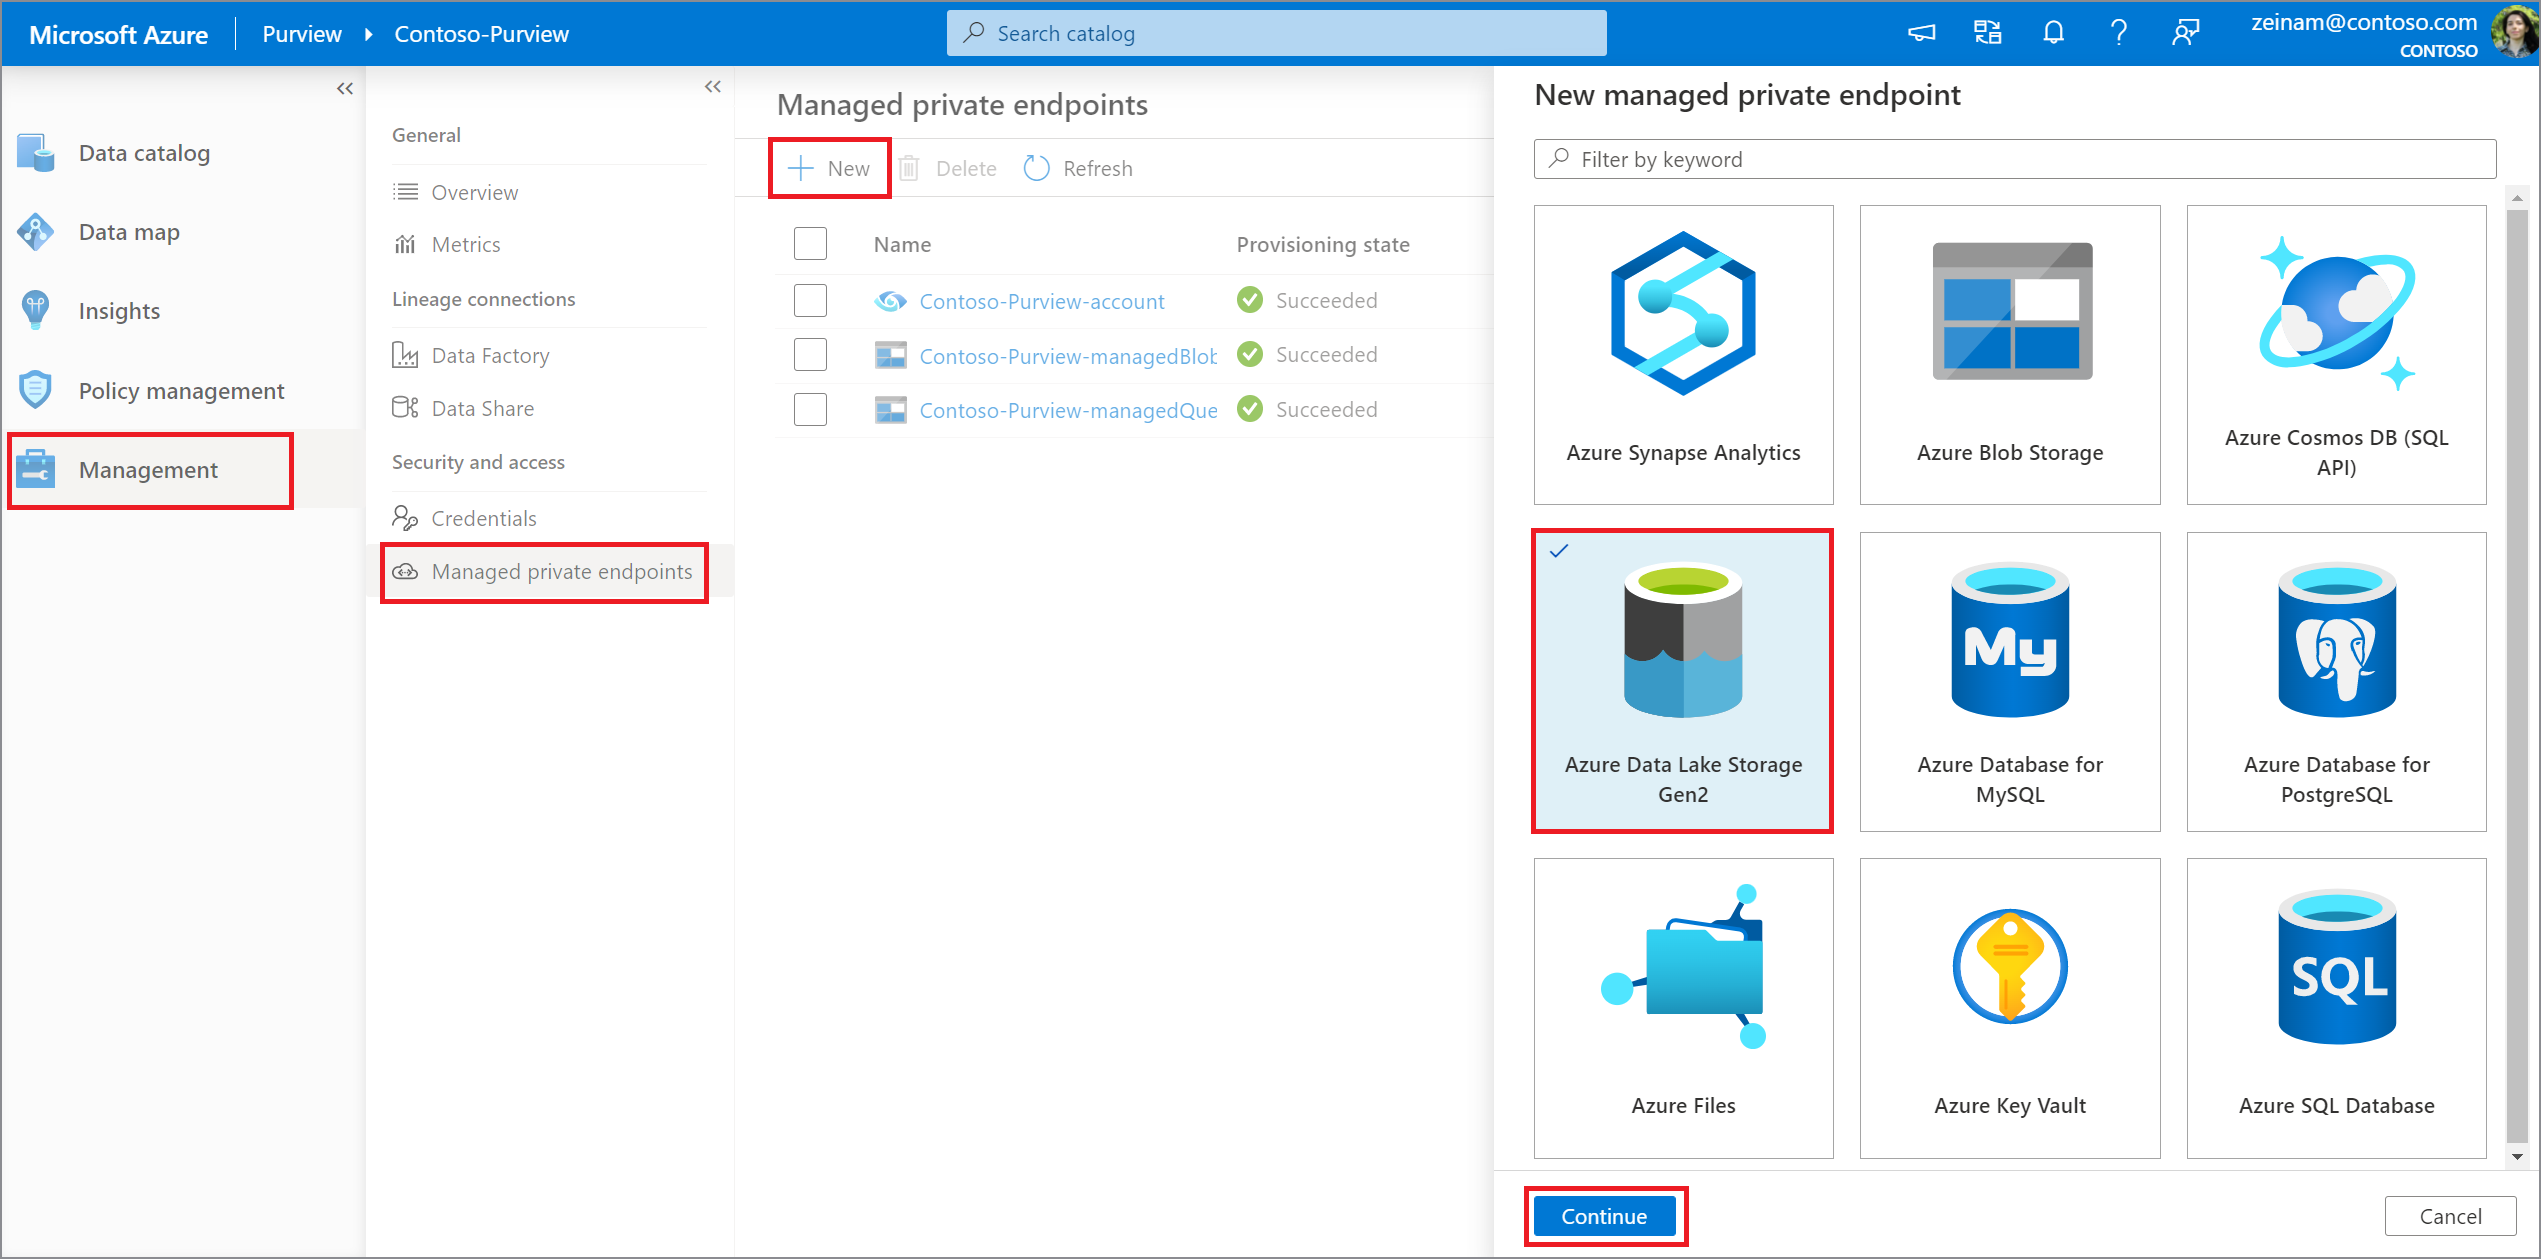 Microsoft Azure
Purview
Contoso-Purview
Search catalog
zeinam@contoso.com
CONTOSO
Data catalog
Data map
Insights
Policy management
Management
General
Overview
Metrics
Lineage connections
Data Factory
Data Share
Security and access
Credentials
Managed private endpoints
Managed private endpoints
New
Delete
Refresh
Name
Provisioning state
Contoso-Purview-account
Succeeded
Contoso-Purview-managedBlob
Succeeded
Contoso-Purview-managedQue
Succeeded
New managed private endpoint
Filter by keyword
Azure Synapse Analytics
Azure Blob Storage
Azure Cosmos DB (SQL
API)
Azure Data Lake Storage
Gen2
My
Azure Database for
MySQL
Azure Database for
PostgreSQL
Azure Files
Azure Key Vault
SQL
Azure SQL Database
Continue
Cancel